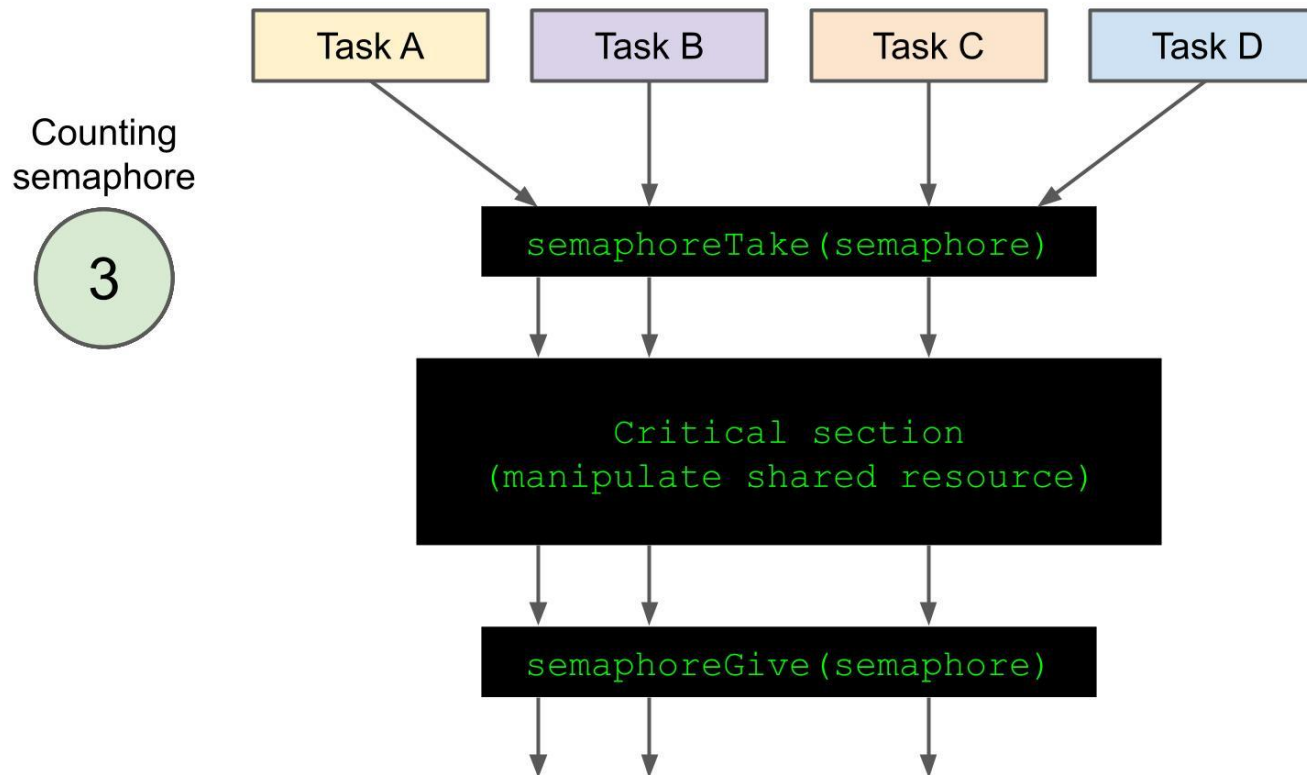 Task A
Task B
Task C
Task D
Counting
semaphore
3
semaphoreTake(semaphore)
Critical section
(manipulate shared resource)
semaphoreGive(semaphore)